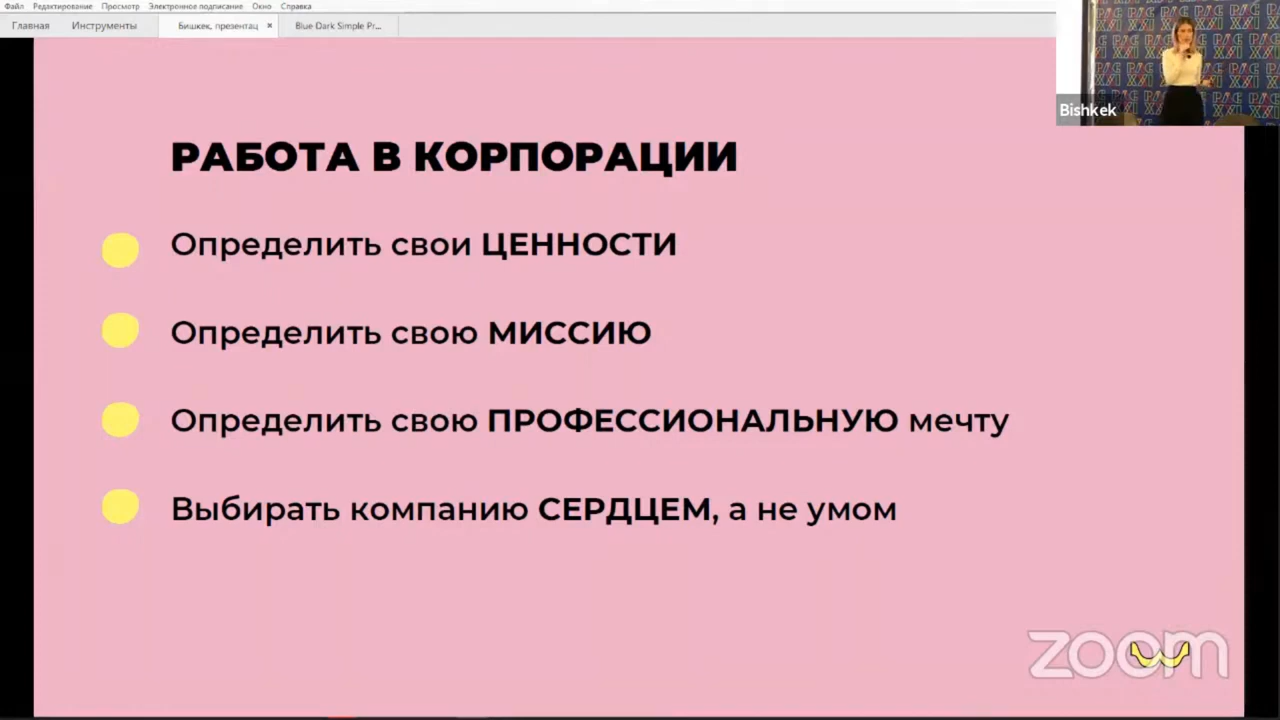 Файл Редактирование Просмотр Электронное подписание Окно Справка
Главная Инструменты Бишкек, презентац × Blue Dark Simple Pr...
Bishkek
РАБОТА В КОРПОРАЦИИ
Определить свои ЦЕННОСТИ
Определить свою МИССИЮ
Определить свою ПРОФЕССИОНАЛЬНУЮ мечту
Выбирать компанию СЕРДЦЕМ, а не умом
zoom